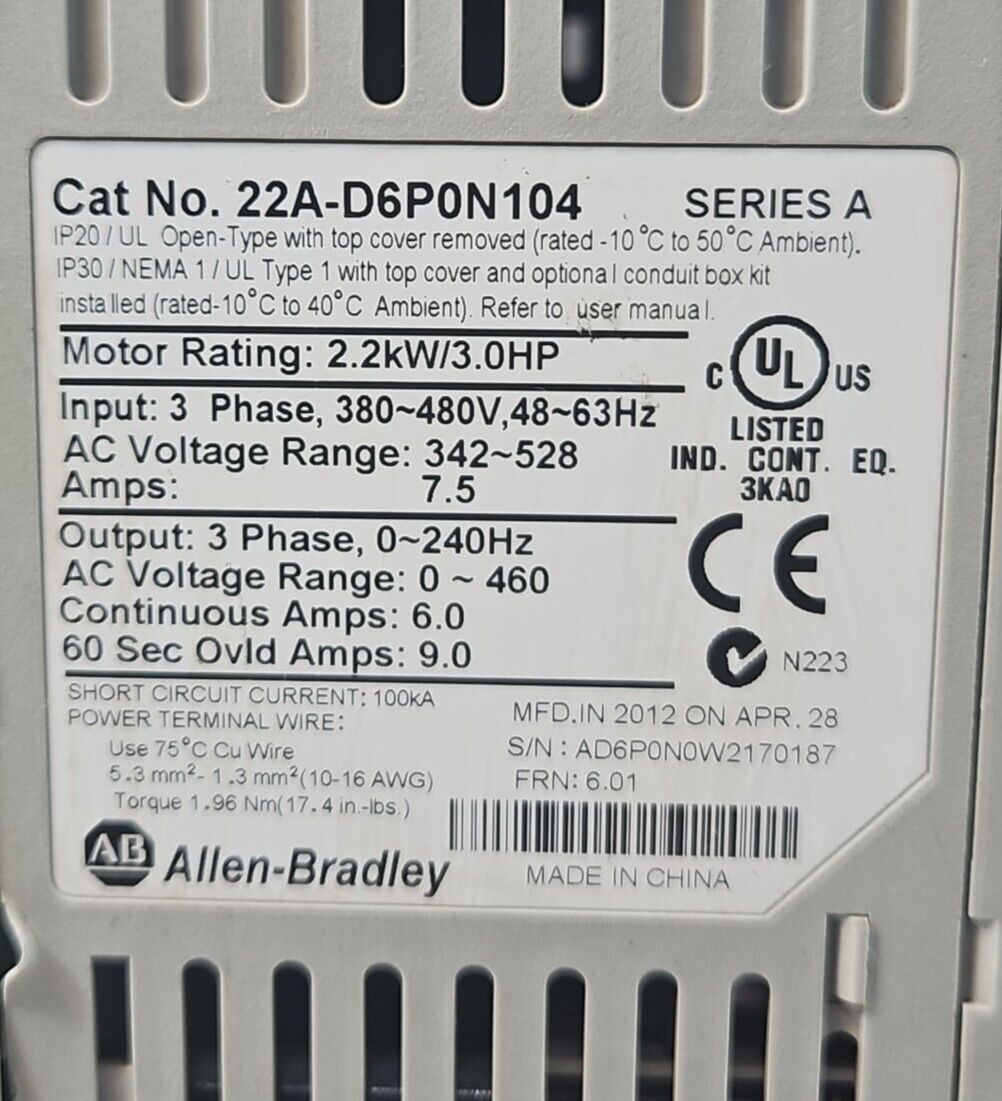 Cat No. 22A-D6P0N104 SERIES A
IP20 / UL Open-Type with top cover removed (rated -10°C to 50°C Ambient).
IP30 / NEMA 1 / UL Type 1 with top cover and optional conduit box kit
installed (rated-10°C to 40°C Ambient). Refer to user manual.
Motor Rating: 2.2kW/3.0HP
C UL US
LISTED
IND. CONT. EQ.
3KA0
Input: 3 Phase, 380~480V,48~63Hz
AC Voltage Range: 342~528
Amps: 7.5
Output: 3 Phase, 0~240Hz
AC Voltage Range: 0 ~ 460
Continuous Amps: 6.0
60 Sec Ovld Amps: 9.0
CE
N223
SHORT CIRCUIT CURRENT: 100kA
POWER TERMINAL WIRE:
Use 75°C Cu Wire
5.3 mm²- 1.3 mm²(10-16 AWG)
Torque 1.96 Nm(17.4 in.-lbs.)
MFD.IN 2012 ON APR. 28
S/N : AD6P0N0W2170187
FRN: 6.01
AB Allen-Bradley
MADE IN CHINA